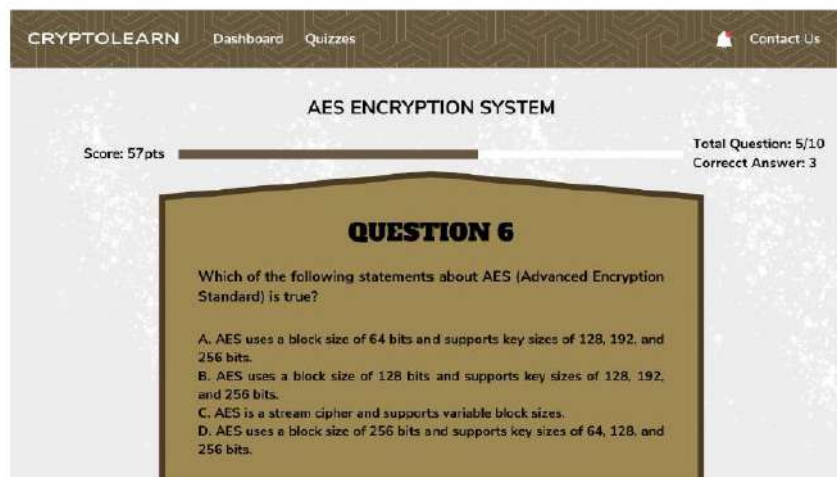 CRYPTOLEARN Dashboard Quizzes Contact Us
AES ENCRYPTION SYSTEM
Score: 57pts
Total Question: 5/10
Correcct Answer: 3
QUESTION 6
Which of the following statements about AES (Advanced Encryption
Standard) is true?
A. AES uses a block size of 64 bits and supports key sizes of 128, 192, and
256 bits.
B. AES uses a block size of 128 bits and supports key sizes of 128, 192,
and 256 bits.
C. AES is a stream cipher and supports variable block sizes.
D. AES uses a block size of 256 bits and supports key sizes of 64, 128, and
256 bits.